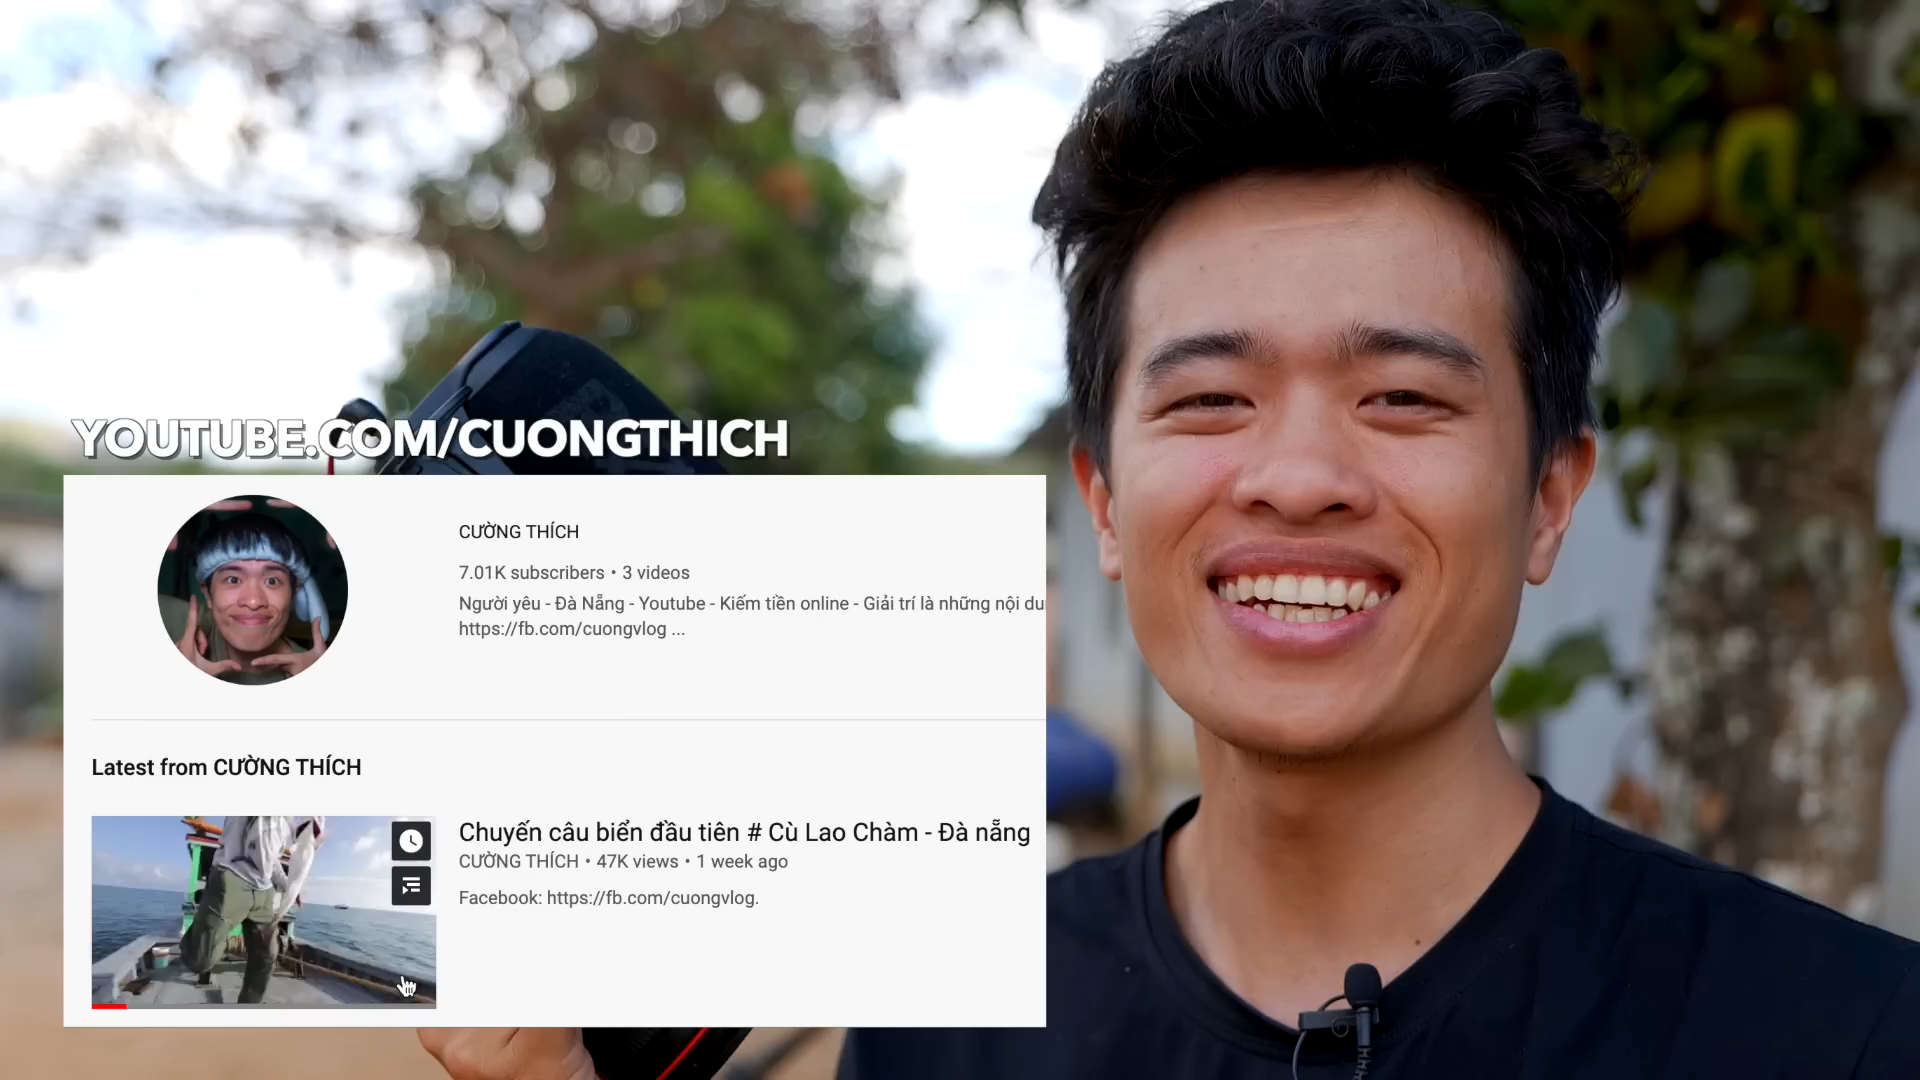 YOUTUBE.COM/CUONGTHICH
CƯỜNG THÍCH
7.01K subscribers • 3 videos
Người yêu - Đà Nẵng - Youtube - Kiếm tiền online - Giải trí là những nội
https://fb.com/cuongvlog ...
Latest from CƯỜNG THÍCH
Chuyến câu biển đầu tiên # Cù Lao Chàm - Đà nẵng
CƯỜNG THÍCH • 47K views • 1 week ago
Facebook: https://fb.com/cuongvlog.